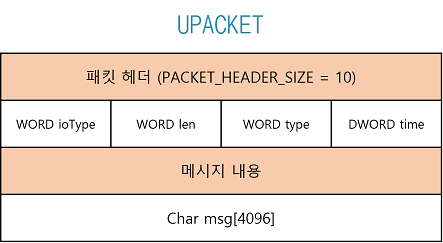 UPACKET
패킷 헤더 (PACKET_HEADER_SIZE = 10)
WORD ioType WORD len WORD type DWORD time
메시지 내용
Char msg[4096]